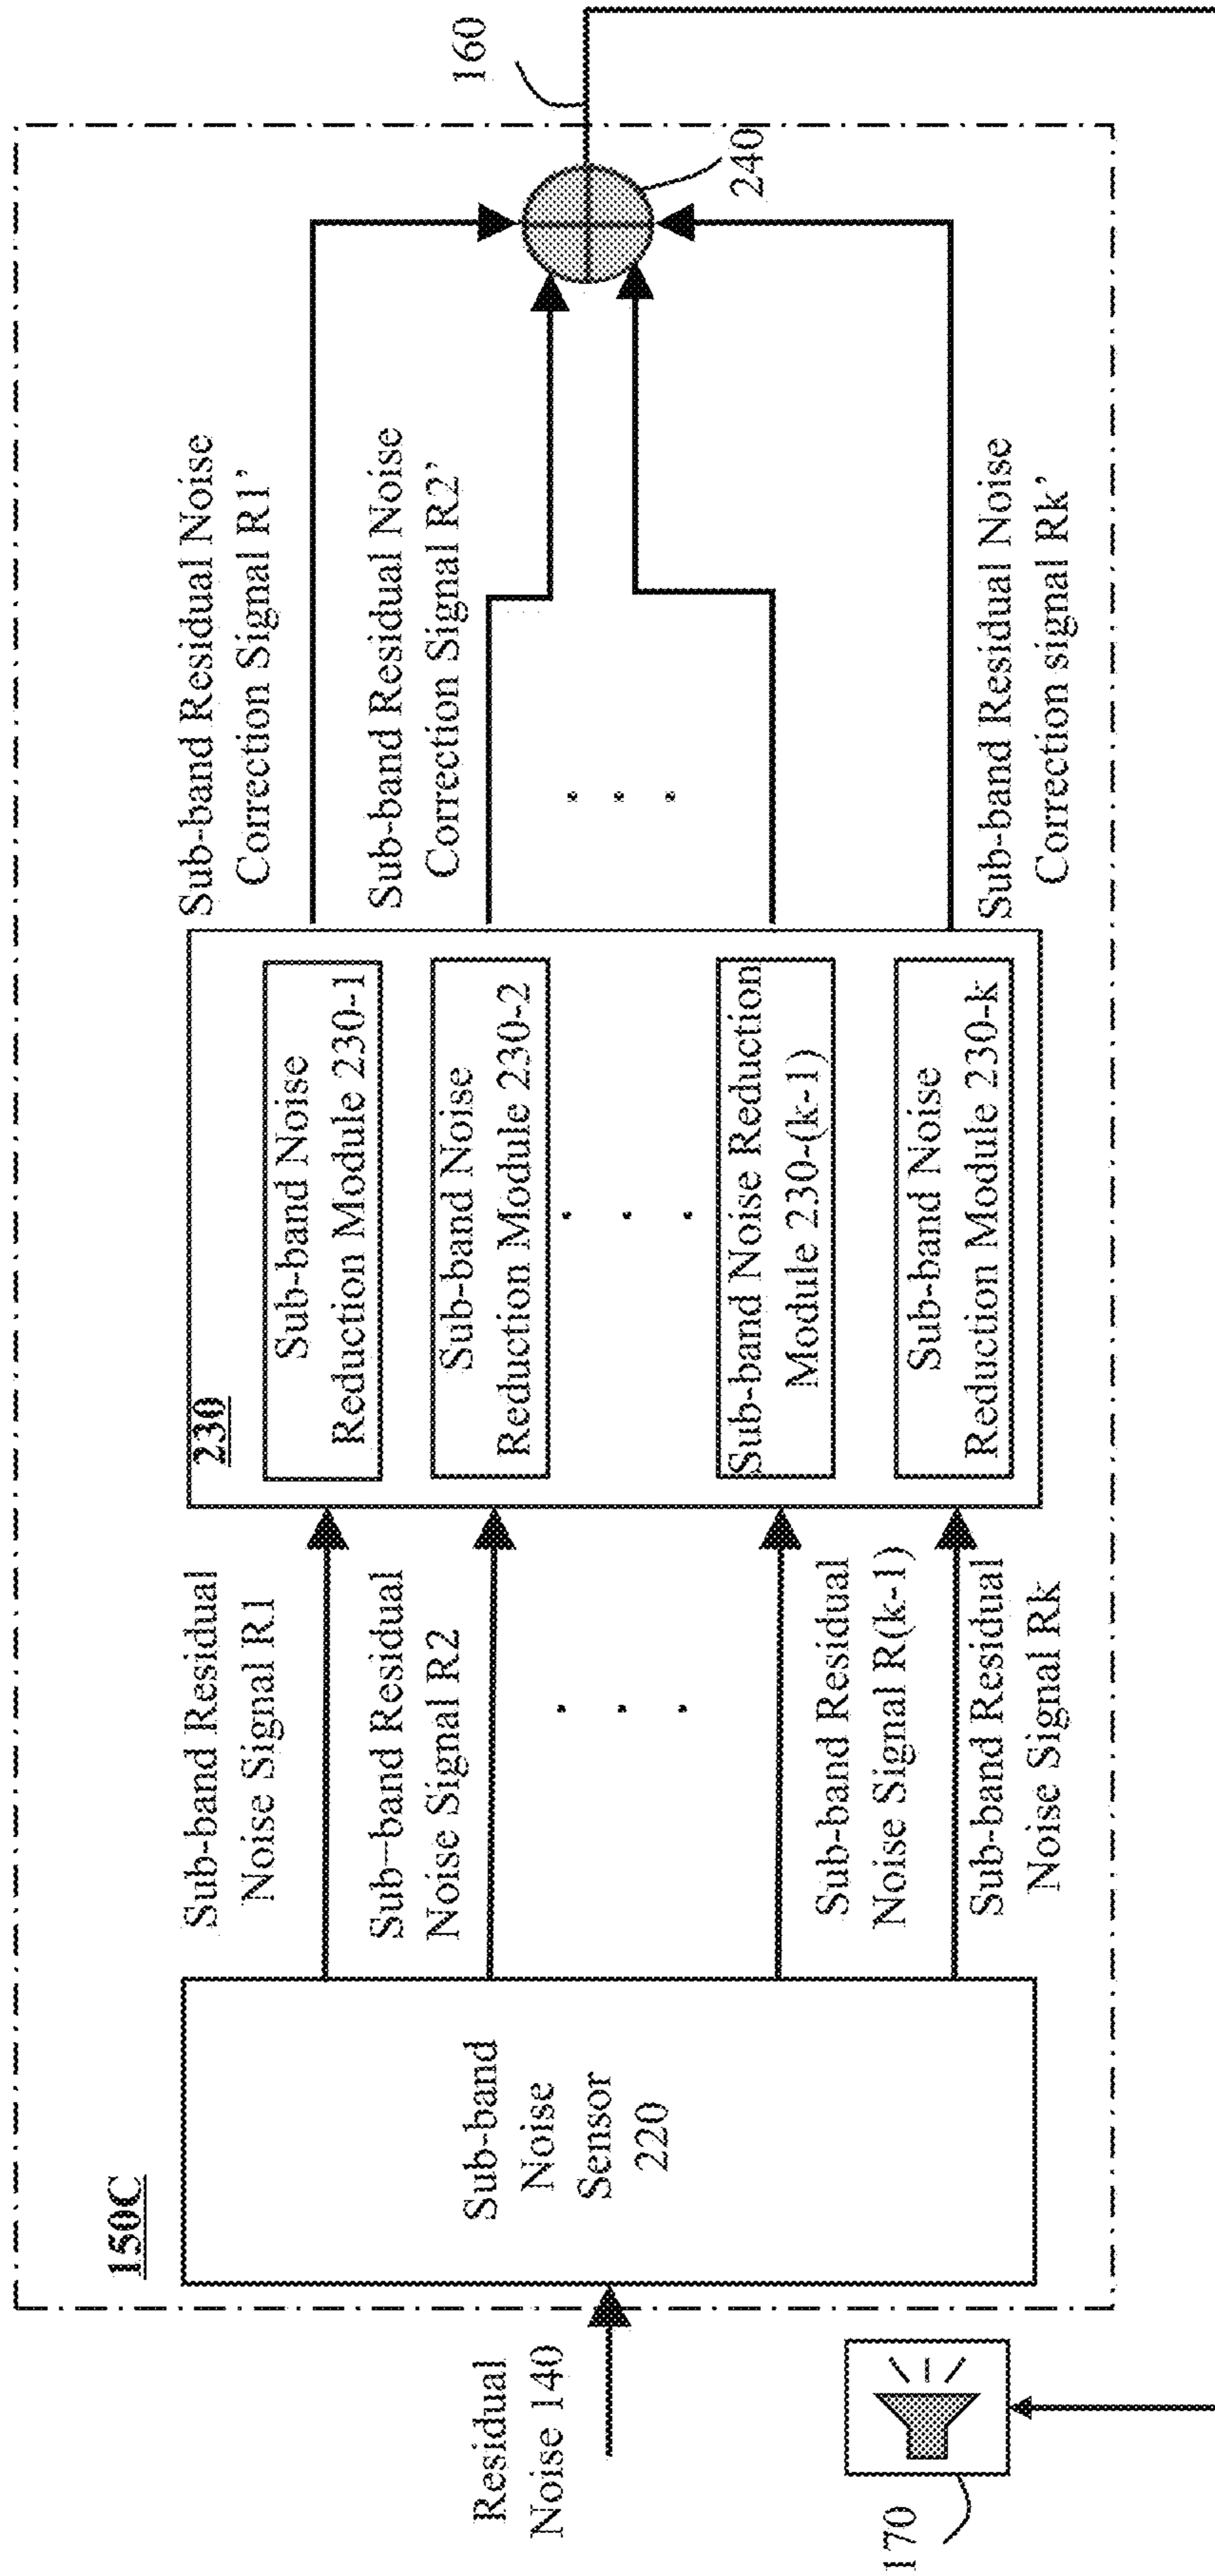 150C
Residual
Noise 140
170
Sub-band
Noise
Sensor
220
Sub-band Residual
Noise Signal R1
Sub-band Residual
Noise Signal R2
. . .
Sub-band Residual
Noise Signal R(k-1)
Sub-band Residual
Noise Signal Rk
230
Sub-band Noise
Reduction Module 230-1
Sub-band Noise
Reduction Module 230-2
. . .
Sub-band Noise Reduction
Module 230-(k-1)
Sub-band Noise
Reduction Module 230-k
Sub-band Residual Noise
Correction Signal R1’
Sub-band Residual Noise
Correction Signal R2’
. . .
Sub-band Residual Noise
Correction signal Rk’
240
160